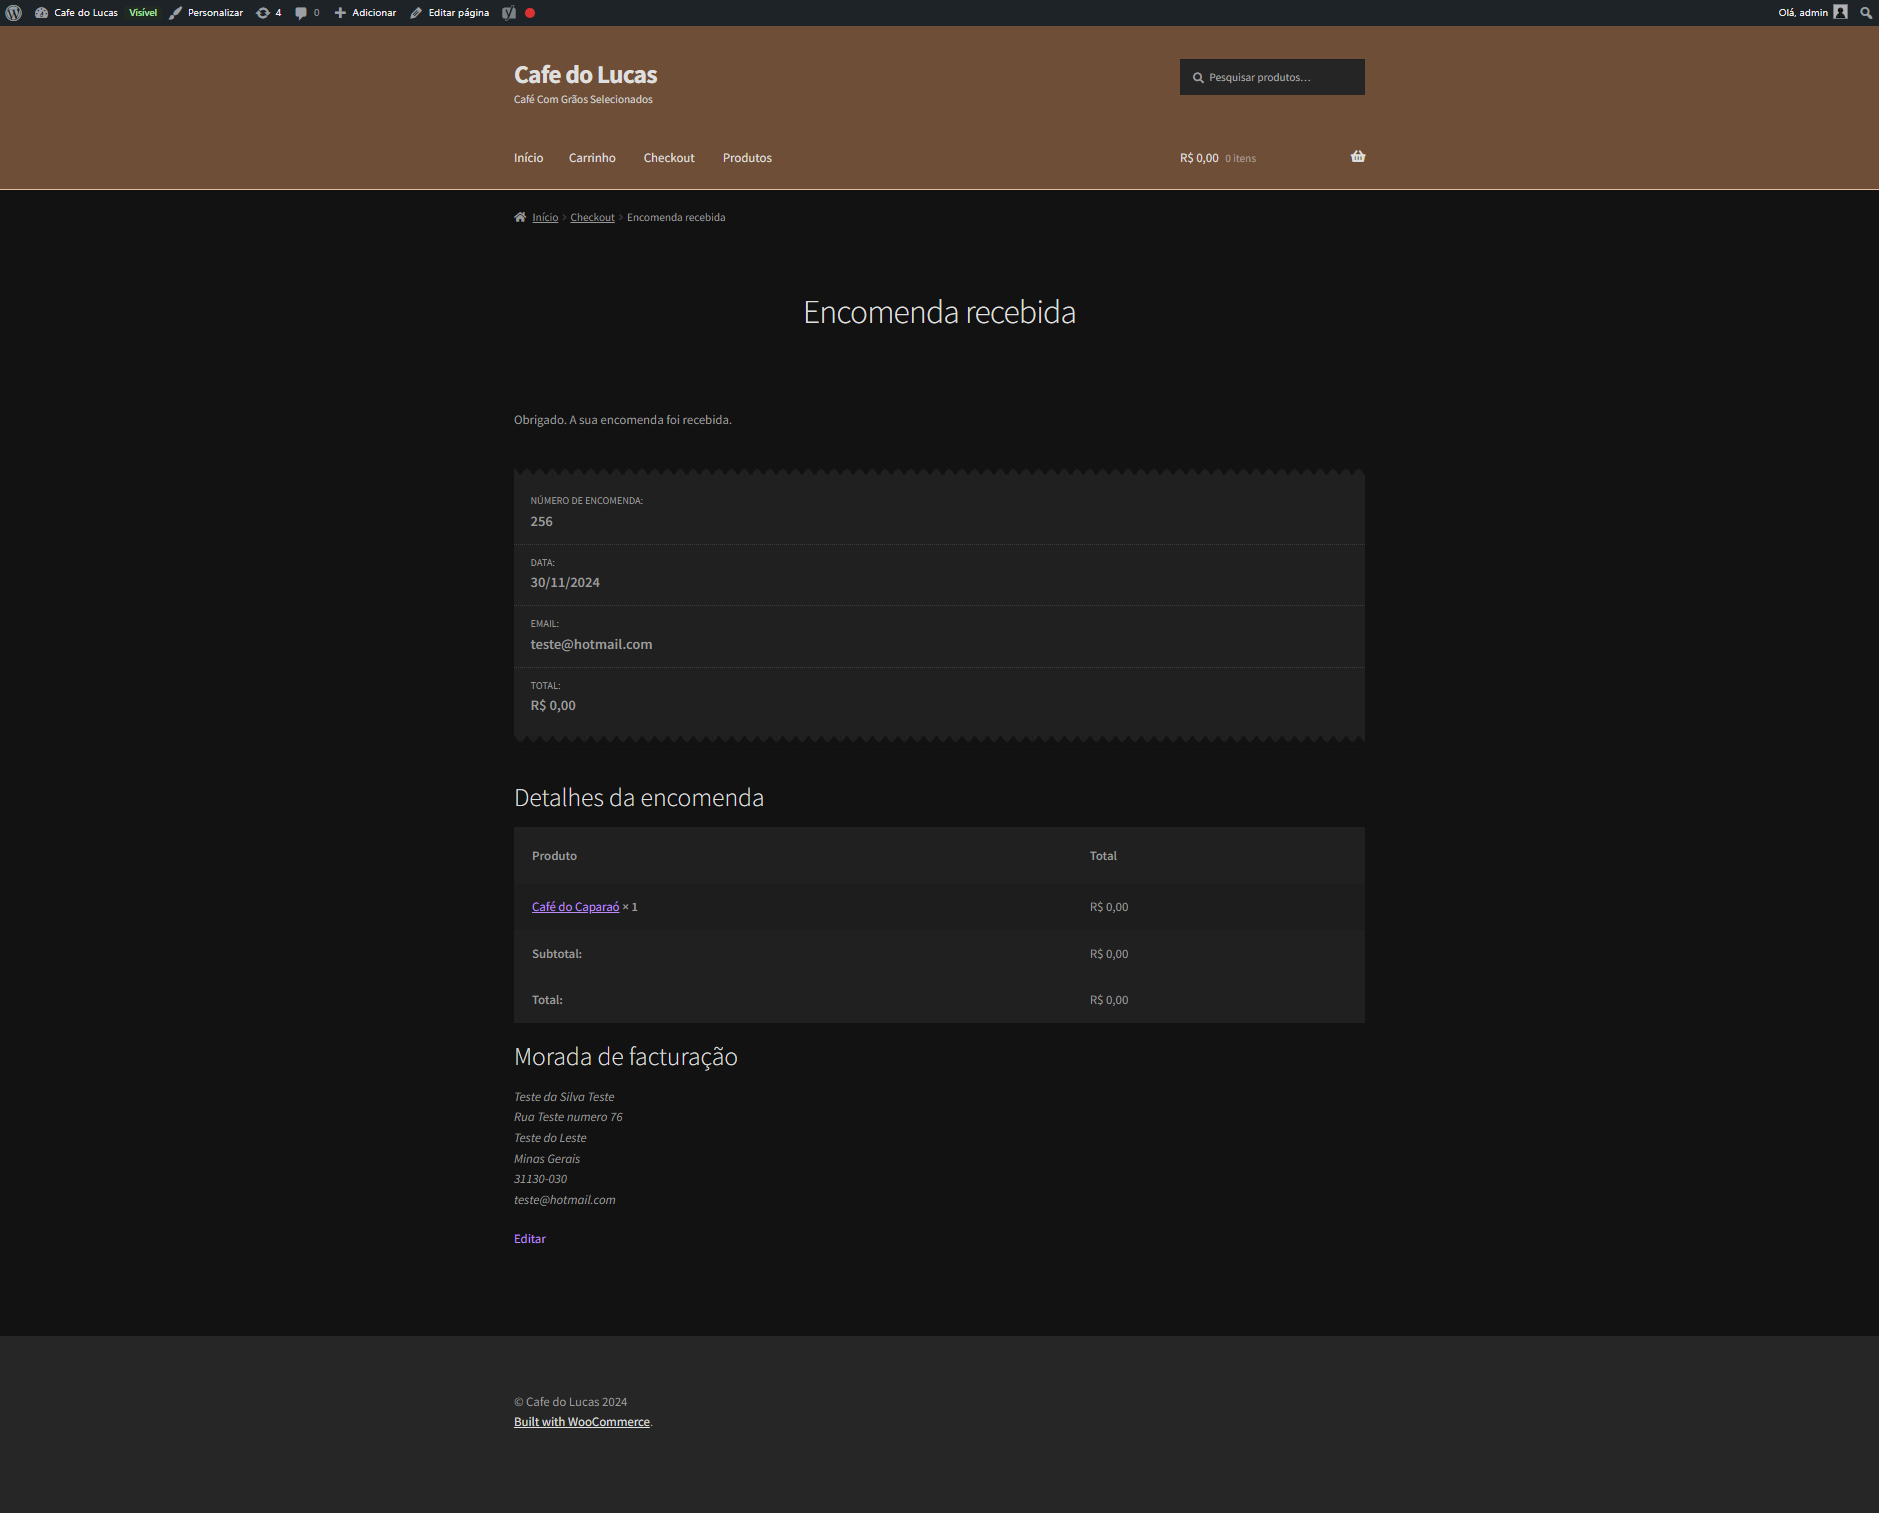 Cafe do Lucas Visível Personalizar 4 0 Adicionar Editar página Olá, admin
Cafe do Lucas
Café Com Grãos Selecionados
Pesquisar produtos...
Início Carrinho Checkout Produtos
R$ 0,00 0 itens
Início Checkout Encomenda recebida
Encomenda recebida
Obrigado. A sua encomenda foi recebida.
NÚMERO DE ENCOMENDA:
256
DATA:
30/11/2024
EMAIL:
teste@hotmail.com
TOTAL:
R$ 0,00
Detalhes da encomenda
Produto Total
Café do Caparaó × 1 R$ 0,00
Subtotal: R$ 0,00
Total: R$ 0,00
Morada de facturação
Teste da Silva Teste
Rua Teste numero 76
Teste do Leste
Minas Gerais
31130-030
teste@hotmail.com
Editar
© Cafe do Lucas 2024
Built with WooCommerce.